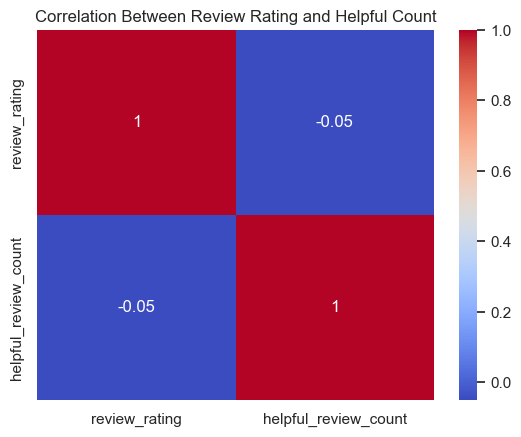 Correlation Between Review Rating and Helpful Count
review_rating
1
-0.05
helpful_review_count
-0.05
1
review_rating
helpful_review_count
1.0
0.8
0.6
0.4
0.2
0.0